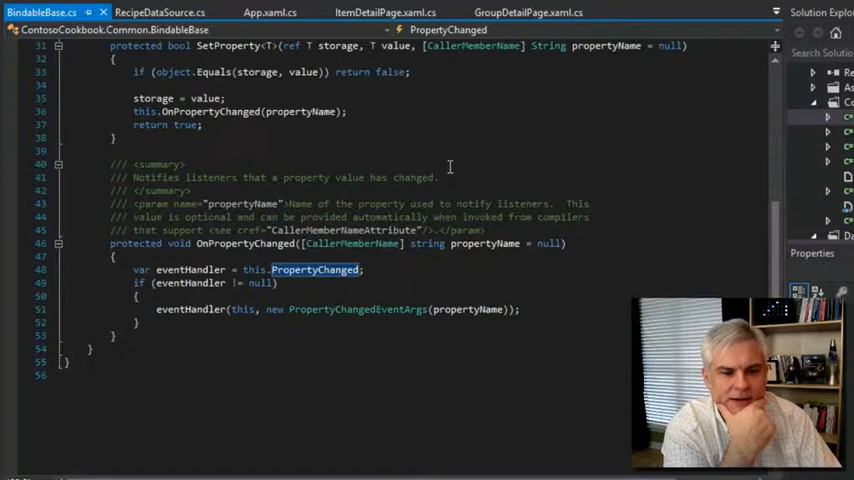 BindableBase.cs
RecipeDataSource.cs
App.xaml.cs
ItemDetailPage.xaml.cs
GroupDetailPage.xaml.cs
Solution Explo
ContosoCookbook.Common.BindableBase
PropertyChanged
Search Solution
31 protected bool SetProperty<T>(ref T storage, T value, [CallerMemberName] String propertyName = null)
32 {
33 if (object.Equals(storage, value)) return false;
34
35 storage = value;
36 this.OnPropertyChanged(propertyName);
37 return true;
38 }
39
40 /// <summary>
41 /// Notifies listeners that a property value has changed.
42 /// </summary>
43 /// <param name="propertyName">Name of the property used to notify listeners.  This
44 /// value is optional and can be provided automatically when invoked from compilers
45 /// that support <see cref="CallerMemberNameAttribute"/>.</param>
46 protected void OnPropertyChanged([CallerMemberName] string propertyName = null)
47 {
48 var eventHandler = this.PropertyChanged;
49 if (eventHandler != null)
50 {
51 eventHandler(this, new PropertyChangedEventArgs(propertyName));
52 }
53 }
54 }
55 }
56
Properties